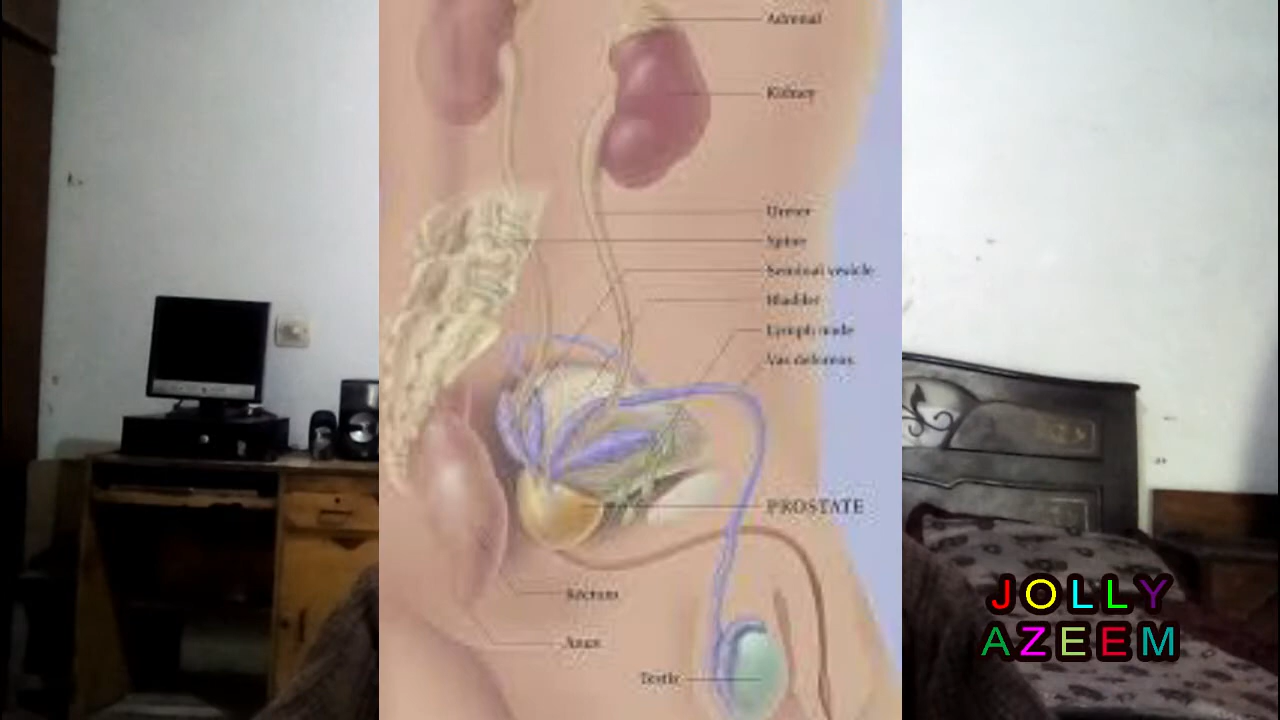 Adrenal
Kidney
Ureter
Spine
Seminal vesicle
Bladder
Lymph node
Vas deferens
PROSTATE
Rectum
Anus
Testis
JOLLY
AZEEM